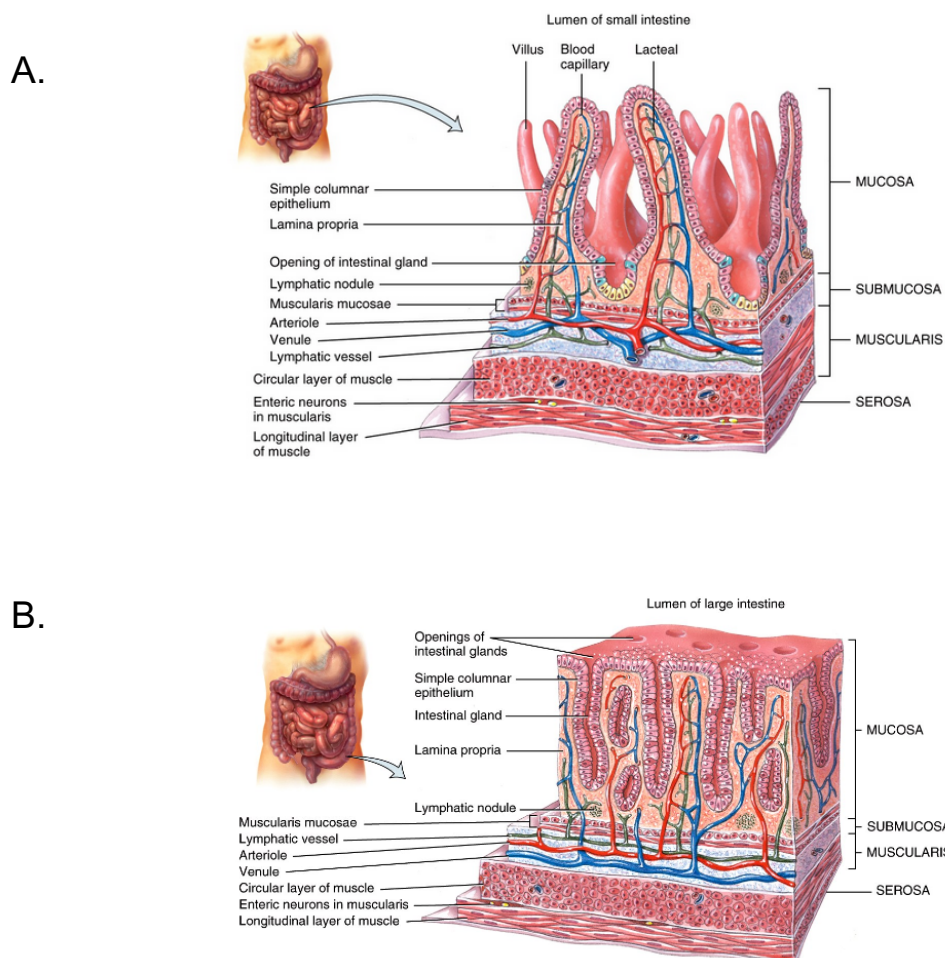 A.
Lumen of small intestine
Villus
Blood
capillary
Lacteal
Simple columnar
epithelium
Lamina propria
Opening of intestinal gland
Lymphatic nodule
Muscularis mucosae
Arteriole
Venule
Lymphatic vessel
Circular layer of muscle
Enteric neurons
in muscularis
Longitudinal layer
of muscle
MUCOSA
SUBMUCOSA
MUSCULARIS
SEROSA
B.
Lumen of large intestine
Openings of
intestinal glands
Simple columnar
epithelium
Intestinal gland
Lamina propria
Lymphatic nodule
Muscularis mucosae
Lymphatic vessel
Arteriole
Venule
Circular layer of muscle
Enteric neurons in muscularis
Longitudinal layer of muscle
MUCOSA
SUBMUCOSA
MUSCULARIS
SEROSA